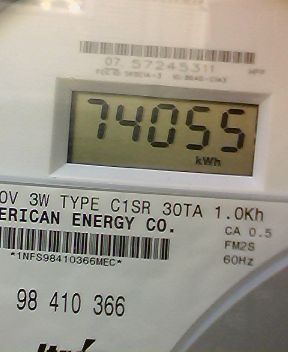 07 57245311
74055
kWh
0V 3W TYPE C1SR 30TA 1.0Kh
ERICAN ENERGY CO.
CA 0.5
FM2S
60Hz
*1NFS98410366MEC*
98 410 366